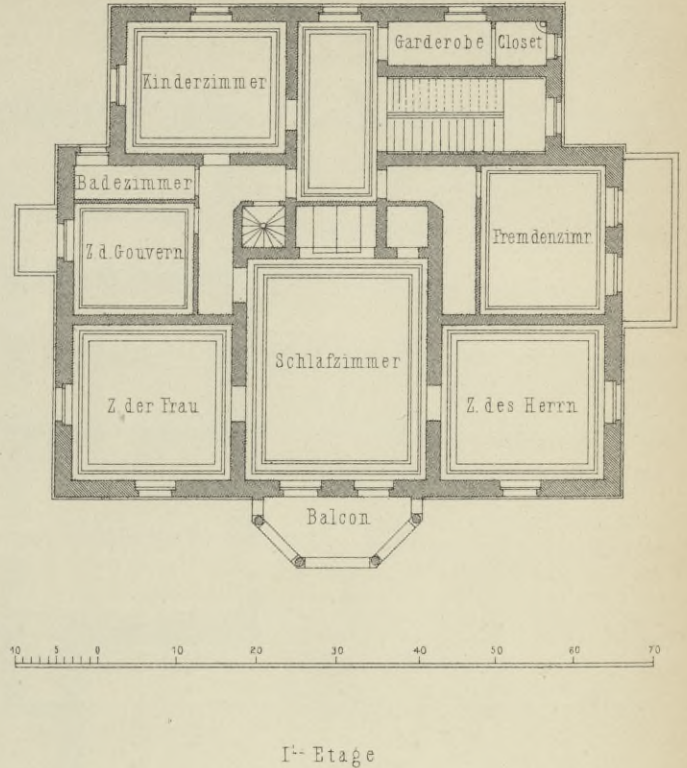 Garderobe
Closet
Kinderzimmer
Badezimmer
Z.d. Gouvern
Fremdenzimr.
Schlafzimmer
Z. der Frau
Z. des Herrn
Balcon
10 5 0 10 20 30 40 50 60 70
Iᵗ⁻ Etage